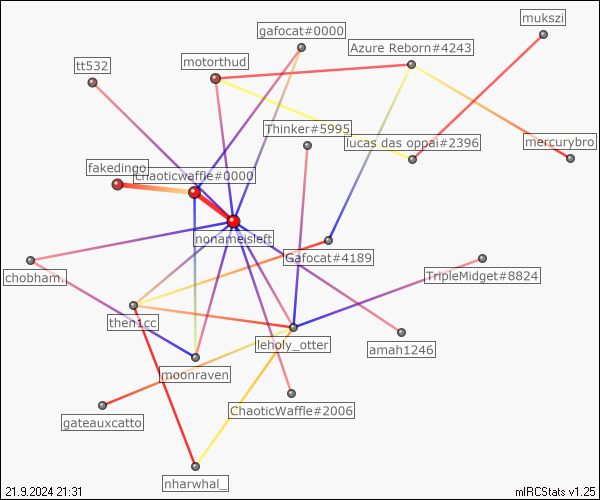 mukszi
gafocat#0000
Azure Reborn#4243
motorthud
tt532
Thinker#5995
lucas das oppai#2396
mercurybro
fakedingo
Chaoticwaffle#0000
nonameisleft
Gafocat#4189
chobham.
TripleMidget#8824
then1cc
leholy_otter
amah1246
moonraven
ChaoticWaffle#2006
gateauxcatto
nharwhal_
21.9.2024 21:31
mIRCStats v1.25